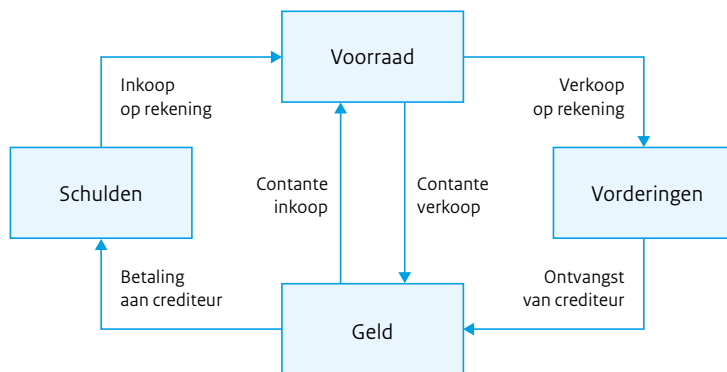 Voorraad
Inkoop
op rekening
Verkoop
op rekening
Schulden
Contante
inkoop
Contante
verkoop
Vorderingen
Betaling
aan crediteur
Ontvangst
van crediteur
Geld